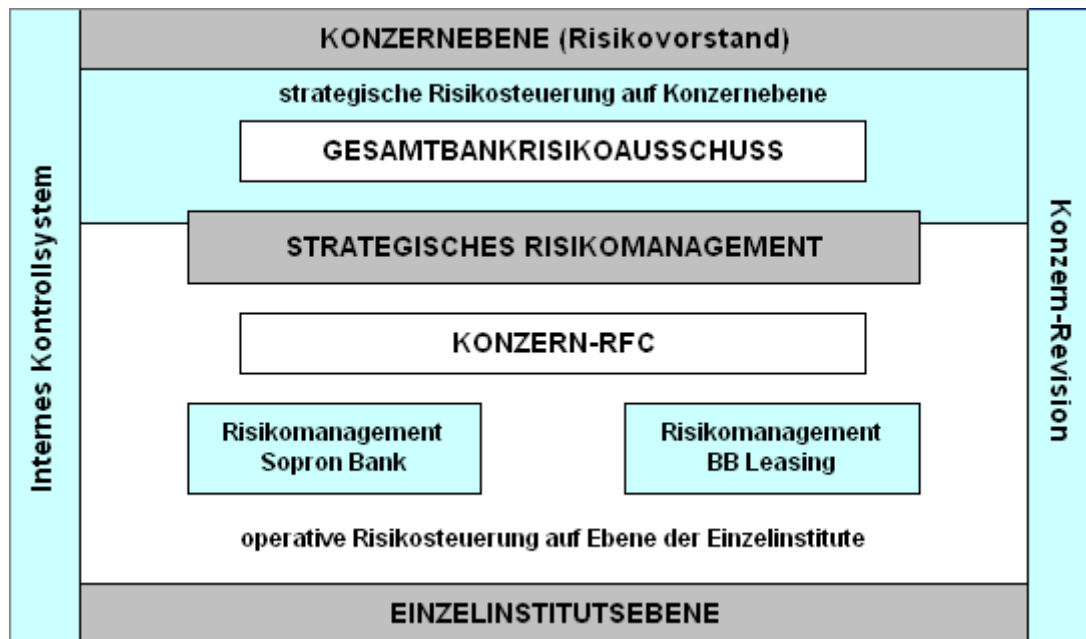 KONZERNEBENE (Risikovorstand)
strategische Risikosteuerung auf Konzernebene
GESAMTBANKRISIKOAUSSCHUSS
STRATEGISCHES RISIKOMANAGEMENT
KONZERN-RFC
Risikomanagement
Sopron Bank
Risikomanagement
BB Leasing
operative Risikosteuerung auf Ebene der Einzelinstitute
EINZELINSTITUTSEBENE
Internes Kontrollsystem
Konzern-Revision